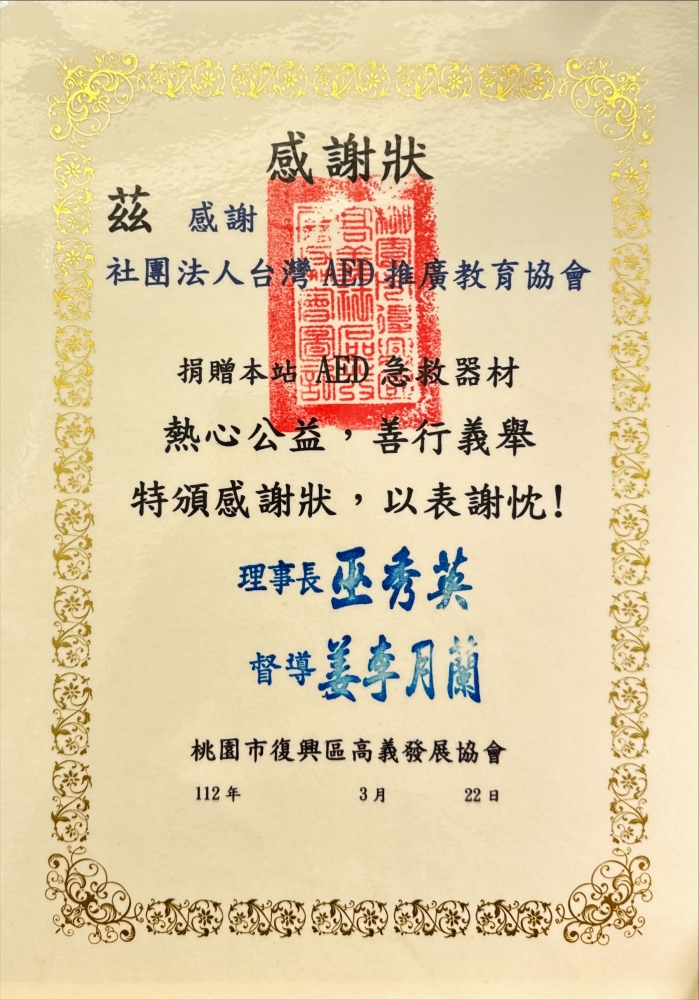 感謝狀
茲 感謝
社團法人台灣AED推廣教育協會
捐贈本站AED急救器材
熱心公益，善行義舉
特頒感謝狀，以表謝忱!
理事長巫秀英
督導姜李月蘭
桃園市復興區高義發展協會
112年 3月 22日